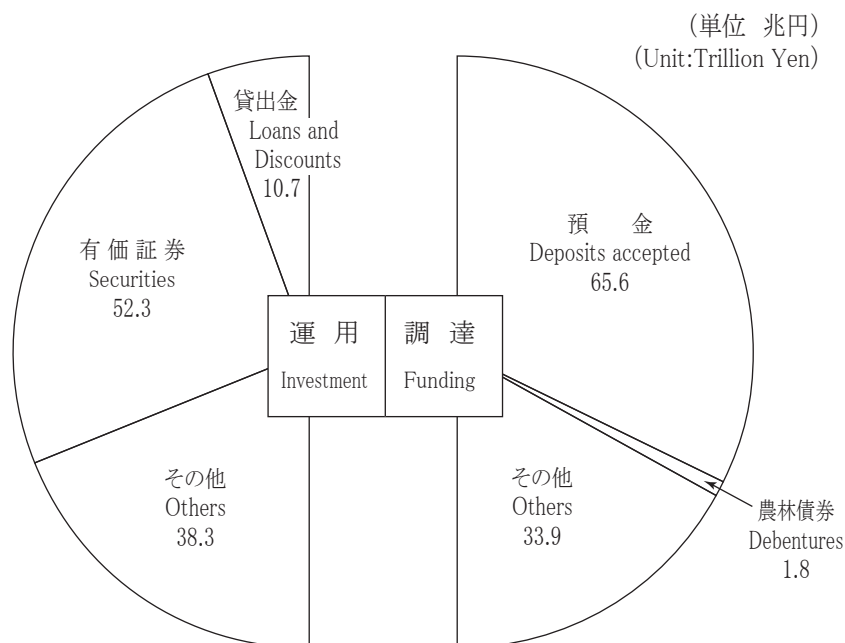 （単位　兆円）
（Unit:Trillion Yen）
貸出金
Loans and
Discounts
10.7
有 価 証 券
Securities
52.3
その他
Others
38.3
運　用
Investment
調　達
Funding
預　　金
Deposits accepted
65.6
その他
Others
33.9
農林債券
Debentures
1.8